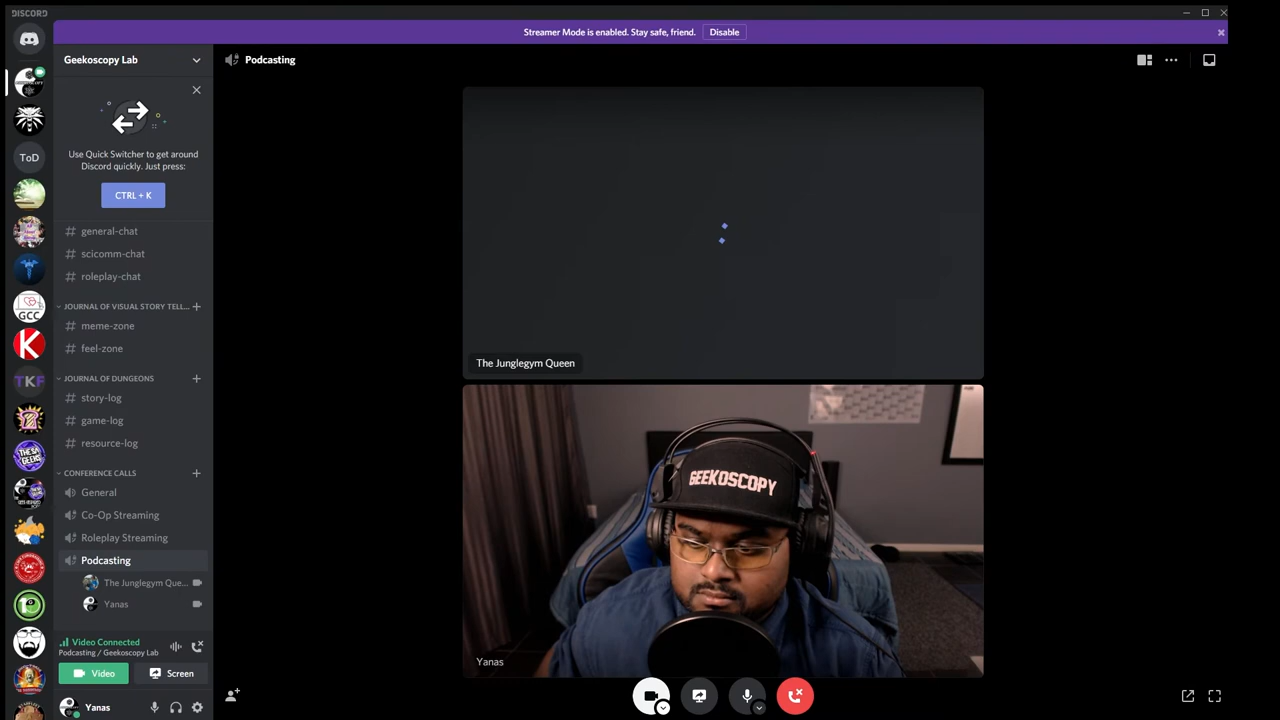 DISCORD
Streamer Mode is enabled. Stay safe, friend.
Disable
Geekoscopy Lab
Podcasting
Use Quick Switcher to get around
Discord quickly. Just press:
CTRL + K
general-chat
scicomm-chat
roleplay-chat
JOURNAL OF VISUAL STORY TELL...
meme-zone
feel-zone
JOURNAL OF DUNGEONS
story-log
game-log
resource-log
CONFERENCE CALLS
General
Co-Op Streaming
Roleplay Streaming
Podcasting
The Junglegym Que...
Yanas
Video Connected
Podcasting / Geekoscopy Lab
Video
Screen
Yanas
ToD
GCC
K
TKF
The Junglegym Queen
GEEKOSCOPY
Yanas